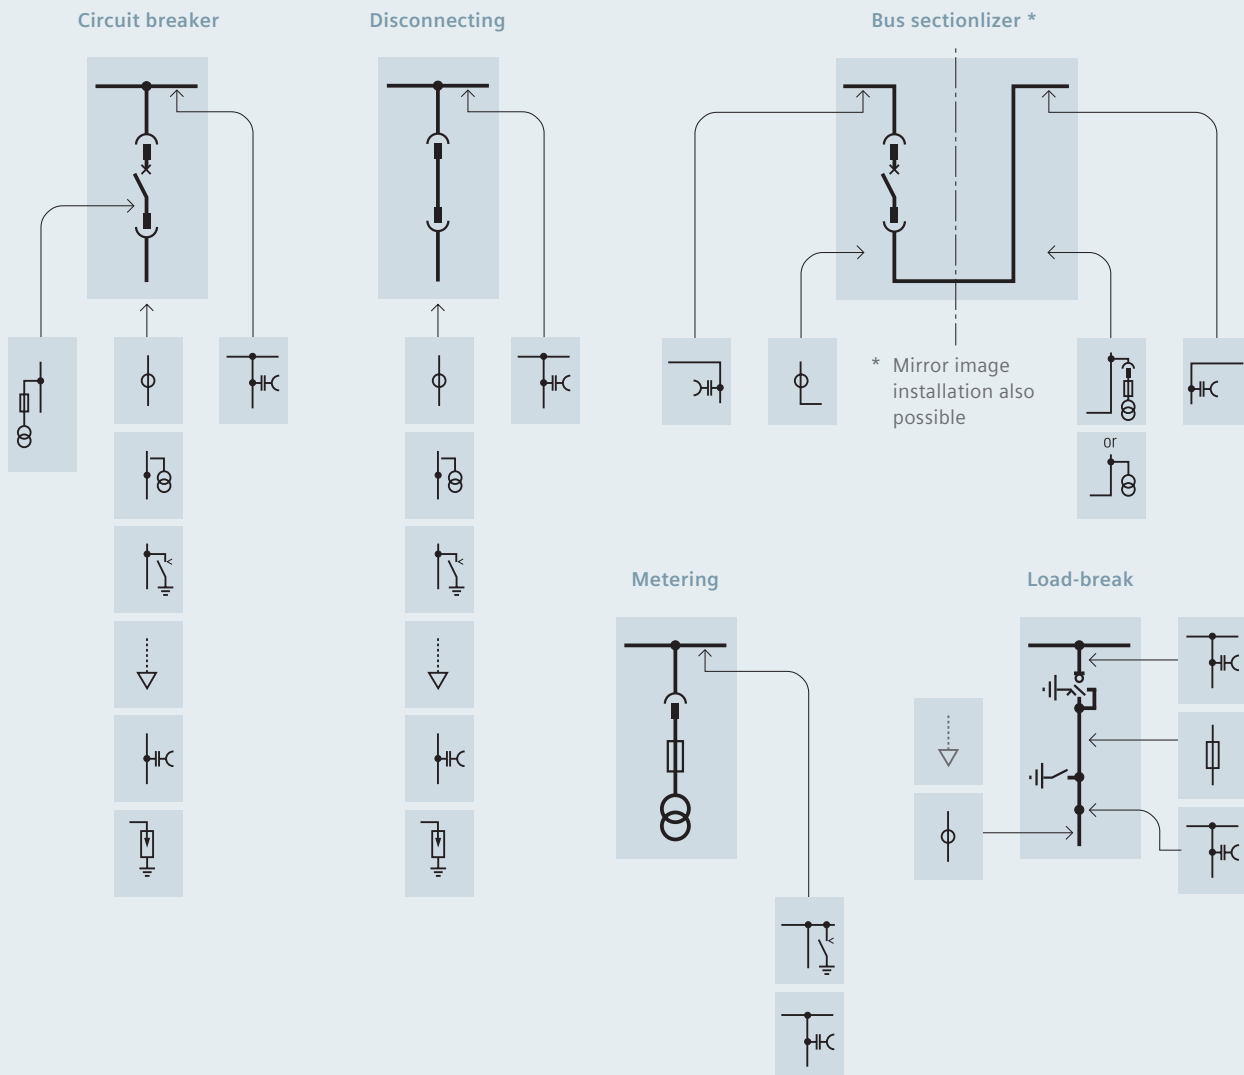 Circuit breaker
Disconnecting
Bus sectionlizer *
* Mirror image
installation also
possible
or
Metering
Load-break